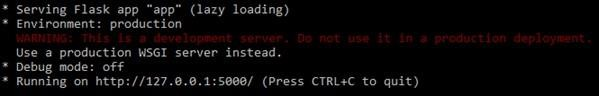 * Serving Flask app "app" (lazy loading)
* Environment: production
WARNING: This is a development server. Do not use it in a production deployment.
Use a production WSGI server instead.
* Debug mode: off
* Running on http://127.0.0.1:5000/ (Press CTRL+C to quit)